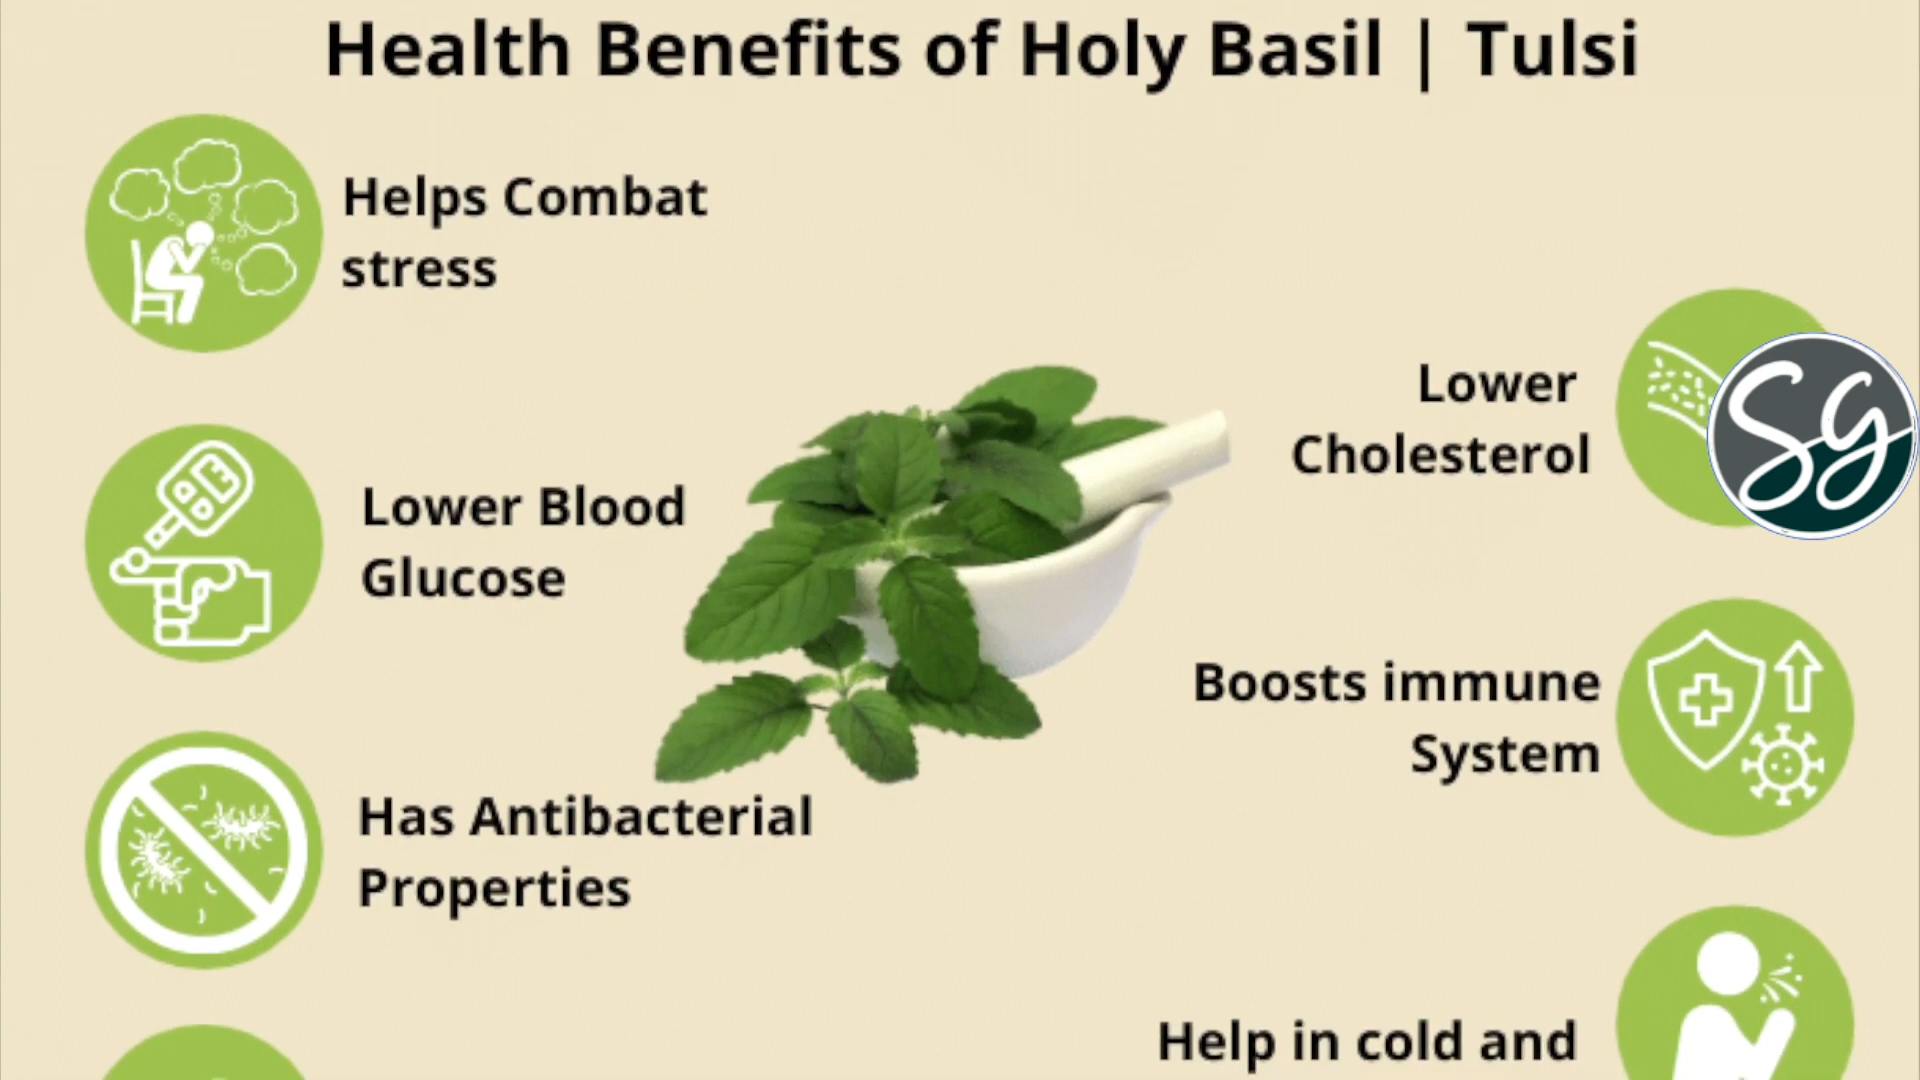 Health Benefits of Holy Basil | Tulsi
Helps Combat
stress
Lower Blood
Glucose
Has Antibacterial
Properties
Lower
Cholesterol
SG
Boosts immune
System
Help in cold and